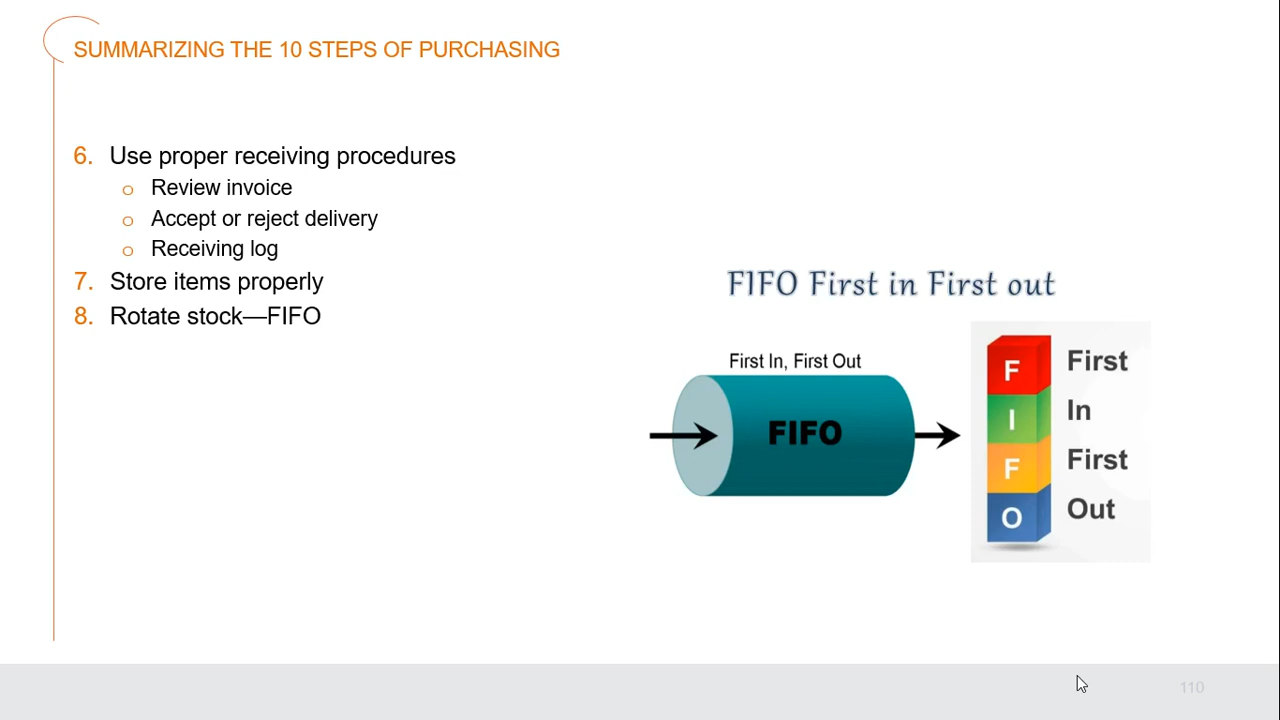 SUMMARIZING THE 10 STEPS OF PURCHASING
6. Use proper receiving procedures
o Review invoice
o Accept or reject delivery
o Receiving log
7. Store items properly
8. Rotate stock—FIFO
FIFO First in First out
First In, First Out
FIFO
F First
I In
F First
O Out
110